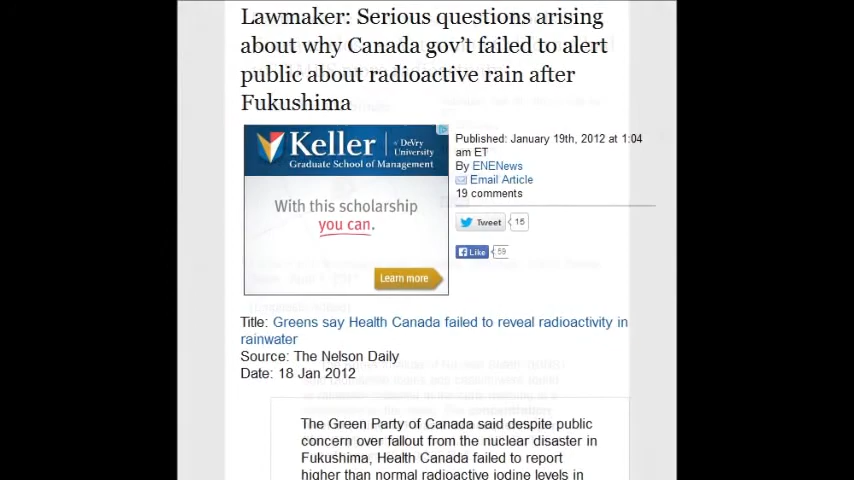 Lawmaker: Serious questions arising
about why Canada gov't failed to alert
public about radioactive rain after
Fukushima
Keller
DeVry
University
Graduate School of Management
With this scholarship
you can.
Learn more
Published: January 19th, 2012 at 1:04
am ET
By ENENews
Email Article
19 comments
Tweet 15
Like 59
Title: Greens say Health Canada failed to reveal radioactivity in
rainwater
Source: The Nelson Daily
Date: 18 Jan 2012
The Green Party of Canada said despite public
concern over fallout from the nuclear disaster in
Fukushima, Health Canada failed to report
higher than normal radioactive iodine levels in